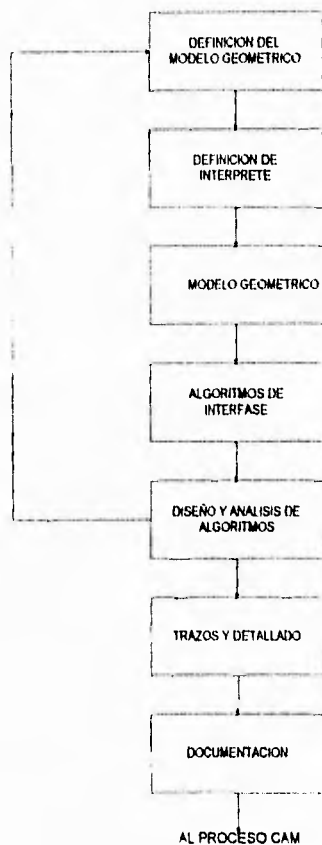 DEFINICION DEL
MODELO GEOMETRICO
DEFINICION DE
INTERPRETE
MODELO GEOMETRICO
ALGORITMOS DE
INTERFASE
DISEÑO Y ANALISIS DE
ALGORITMOS
TRAZOS Y DETALLADO
DOCUMENTACION
AL PROCESO CAM